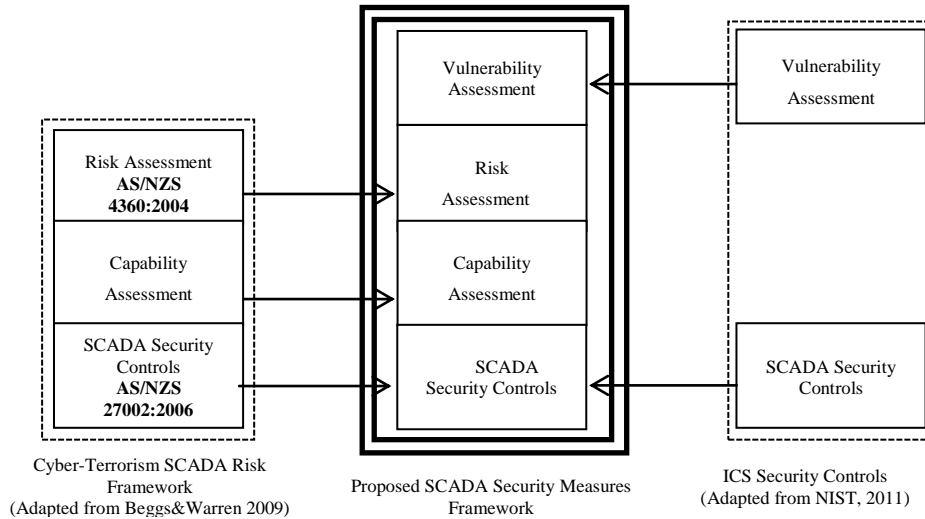 Risk Assessment
AS/NZS
4360:2004
Capability
Assessment
SCADA Security
Controls
AS/NZS
27002:2006
Cyber-Terrorism SCADA Risk
Framework
(Adapted from Beggs&Warren 2009)
Vulnerability
Assessment
Risk
Assessment
Capability
Assessment
SCADA
Security Controls
Proposed SCADA Security Measures
Framework
Vulnerability
Assessment
SCADA Security
Controls
ICS Security Controls
(Adapted from NIST, 2011)